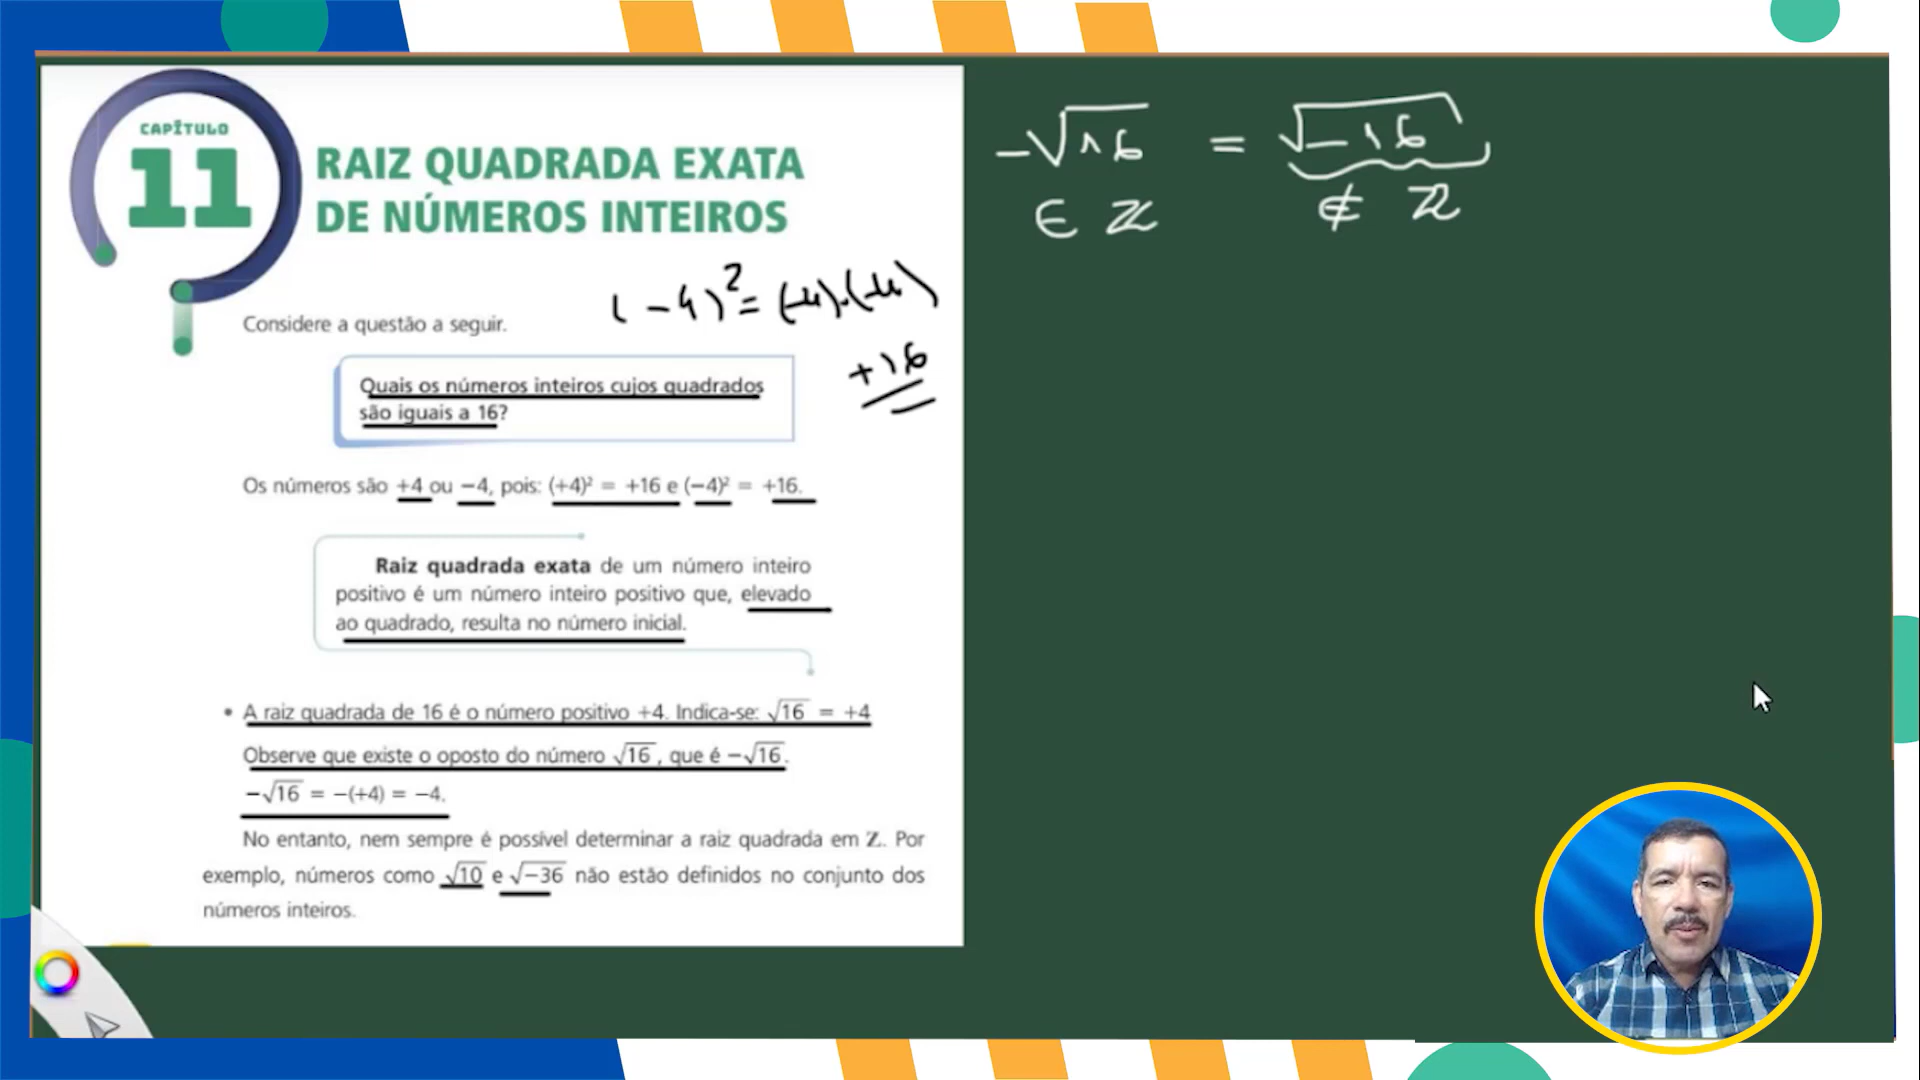 CAPÍTULO
11
RAIZ QUADRADA EXATA
DE NÚMEROS INTEIROS
Considere a questão a seguir.
(-4)² = (-4).(-4)
+16
Quais os números inteiros cujos quadrados
são iguais a 16?
Os números são +4 ou −4, pois: (+4)² = +16 e (−4)² = +16.
Raiz quadrada exata de um número inteiro
positivo é um número inteiro positivo que, elevado
ao quadrado, resulta no número inicial.
• A raiz quadrada de 16 é o número positivo +4. Indica-se: √16 = +4
Observe que existe o oposto do número √16, que é −√16.
−√16 = −(+4) = −4.
No entanto, nem sempre é possível determinar a raiz quadrada em Z. Por
exemplo, números como √10 e √−36 não estão definidos no conjunto dos
números inteiros.
-√16 = √-16
∈ ℤ ∉ ℤ